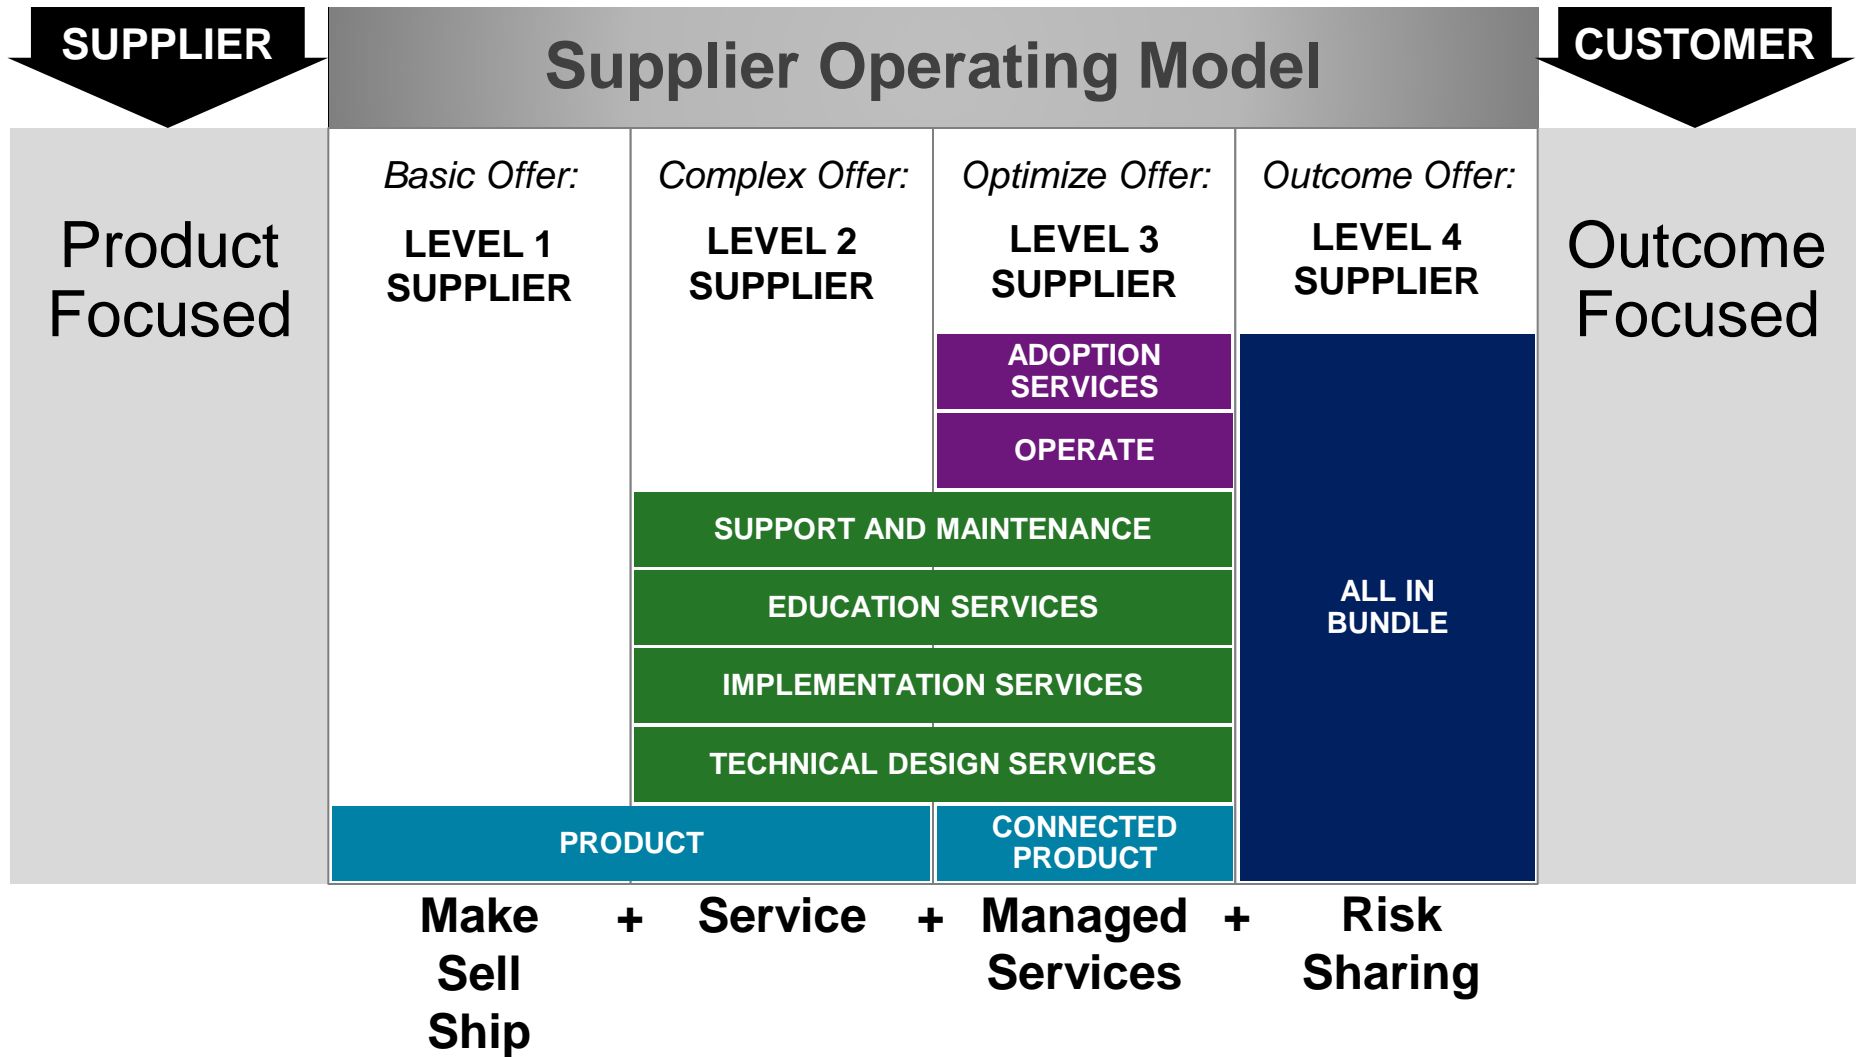 SUPPLIER
Supplier Operating Model
CUSTOMER
Product
Focused
Basic Offer:
LEVEL 1
SUPPLIER
Complex Offer:
LEVEL 2
SUPPLIER
Optimize Offer:
LEVEL 3
SUPPLIER
Outcome Offer:
LEVEL 4
SUPPLIER
Outcome
Focused
ADOPTION
SERVICES
OPERATE
SUPPORT AND MAINTENANCE
EDUCATION SERVICES
IMPLEMENTATION SERVICES
TECHNICAL DESIGN SERVICES
PRODUCT
CONNECTED
PRODUCT
ALL IN
BUNDLE
Make
Sell
Ship
+
Service
+
Managed
Services
+
Risk
Sharing